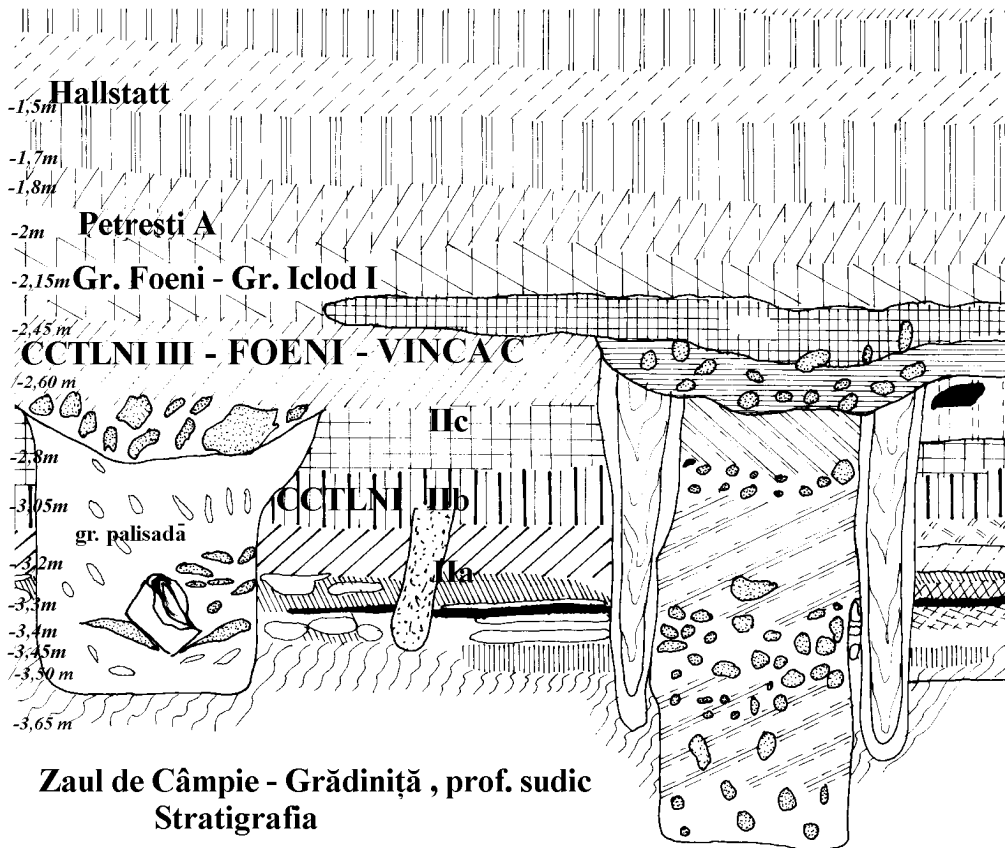 Hallstatt
-1,5m
-1,7m
-1,8m
Petrești A
-2m
-2,15m Gr. Foeni - Gr. Iclod I
-2,45 m
CCTLNI III - FOENI - VINCA C
-2,60 m
IIc
-2,8m
CCTLNI IIb
-3,05m
gr. palisadā
-3,2m
IIa
-3,3m
-3,4m
-3,45m
-3,50 m
-3,65 m
Zaul de Câmpie - Grădiniță , prof. sudic
Stratigrafia